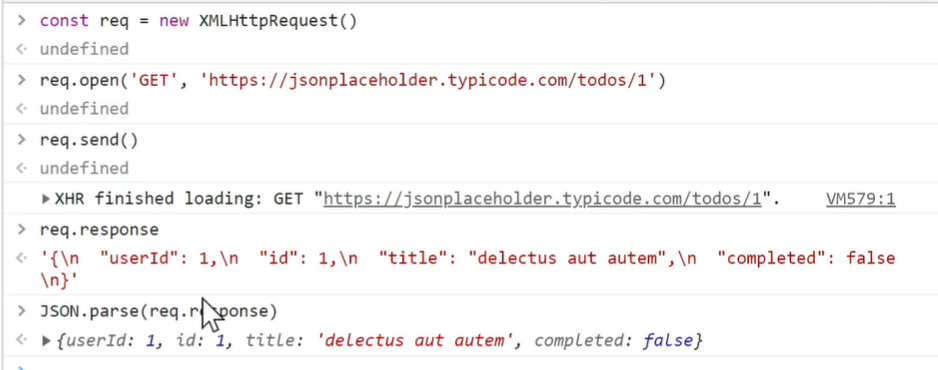 > const req = new XMLHttpRequest()
<· undefined
> req.open('GET', 'https://jsonplaceholder.typicode.com/todos/1')
<· undefined
> req.send()
<· undefined
▶XHR finished loading: GET "https://jsonplaceholder.typicode.com/todos/1". VM579:1
> req.response
<· '{\n  "userId": 1,\n  "id": 1,\n  "title": "delectus aut autem",\n  "completed": false
\n}'
> JSON.parse(req.response)
<· ▶{userId: 1, id: 1, title: 'delectus aut autem', completed: false}